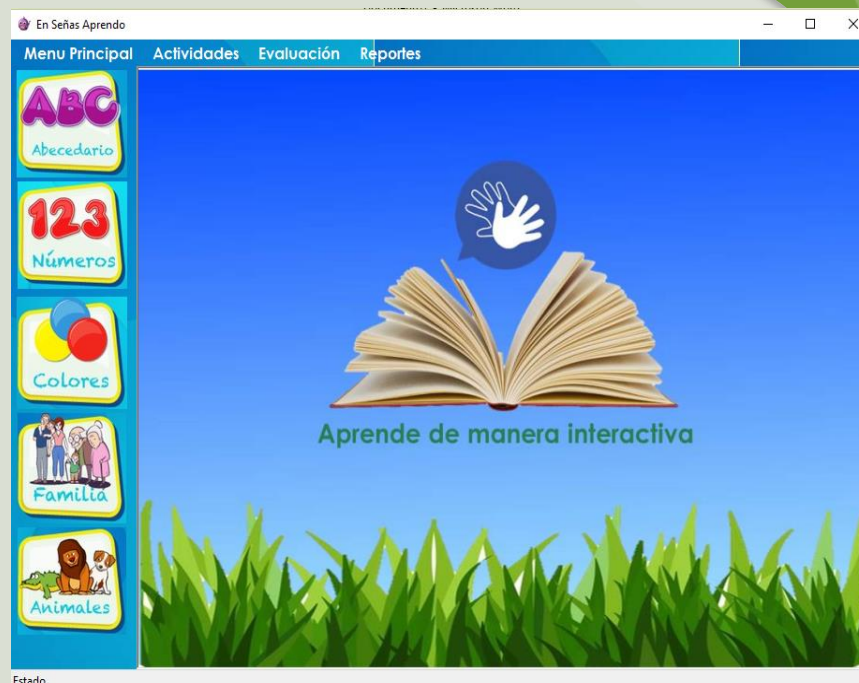 En Señas Aprendo
Menu Principal Actividades Evaluación Reportes
ABC
Abecedario
123
Números
Colores
Familia
Animales
Aprende de manera interactiva
Estado